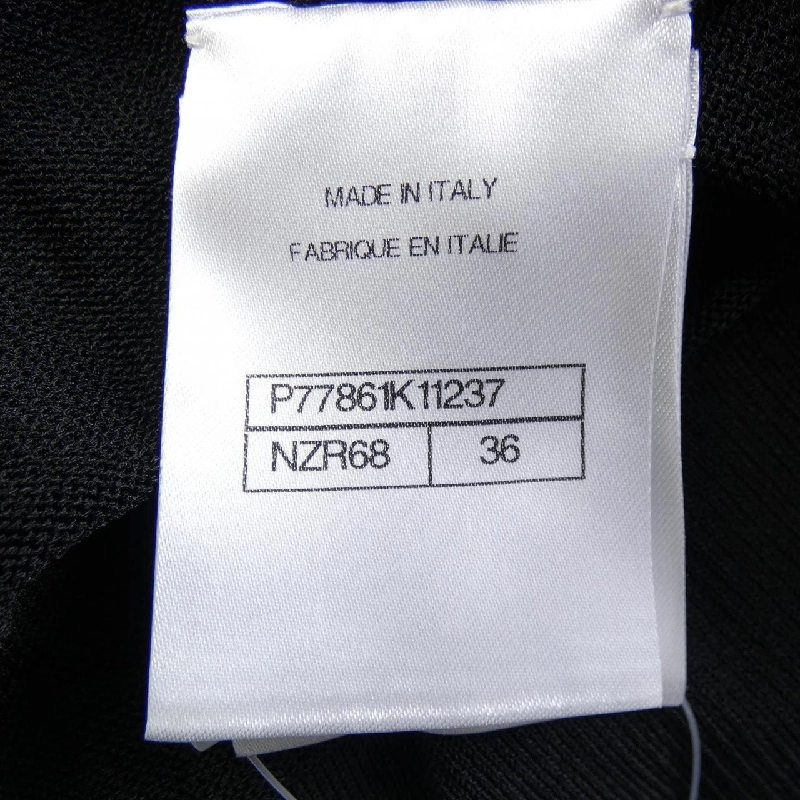 MADE IN ITALY
FABRIQUE EN ITALIE
P77861K11237
NZR68 36